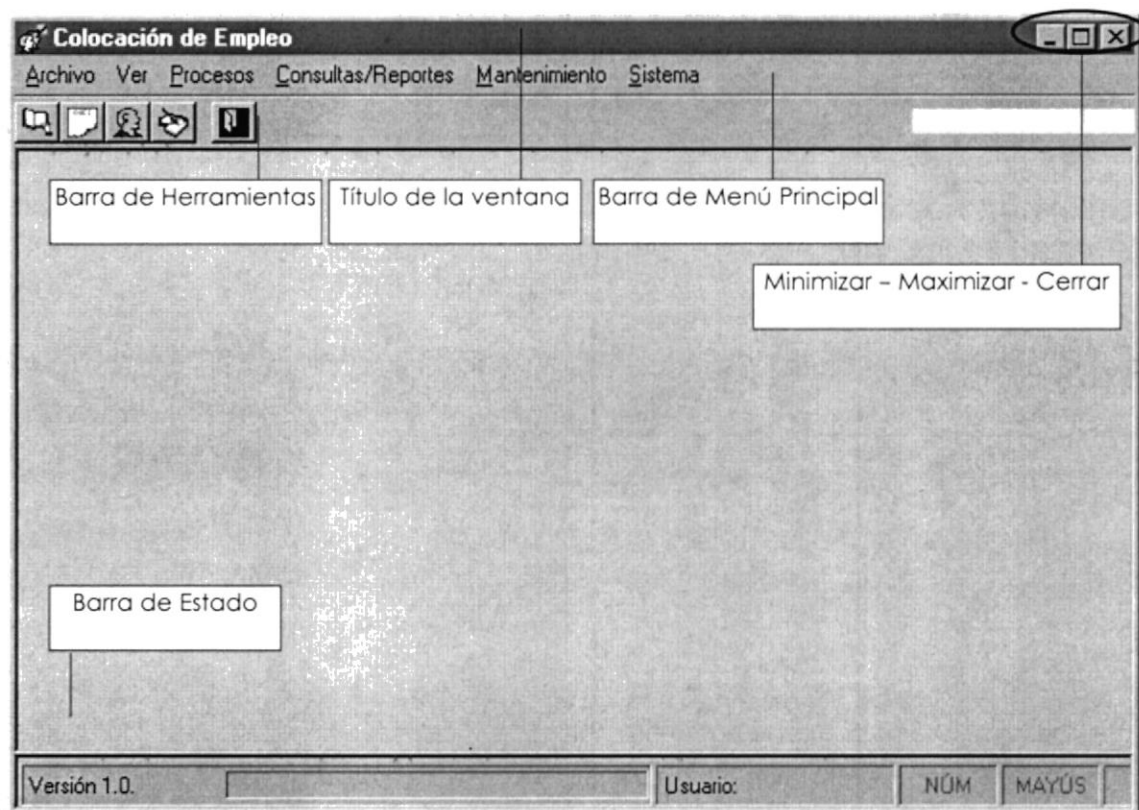 Colocación de Empleo
Archivo Ver Procesos Consultas/Reportes Mantenimiento Sistema
Barra de Herramientas
Título de la ventana
Barra de Menú Principal
Minimizar – Maximizar - Cerrar
Barra de Estado
Versión 1.0. Usuario: NÚM MAYÚS